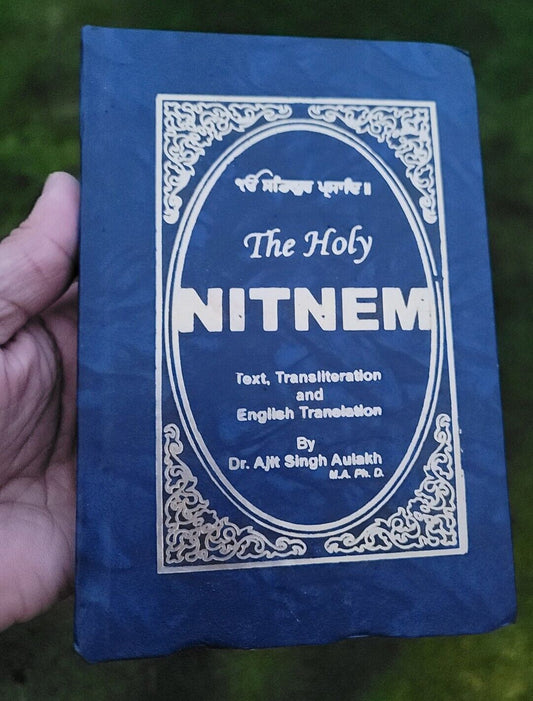 ੴ ਸਤਿਗੁਰ ਪ੍ਰਸਾਦਿ॥
The Holy
NITNEM
Text, Transliteration
and
English Translation
By
Dr. Ajit Singh Aulakh
M.A. Ph. D.